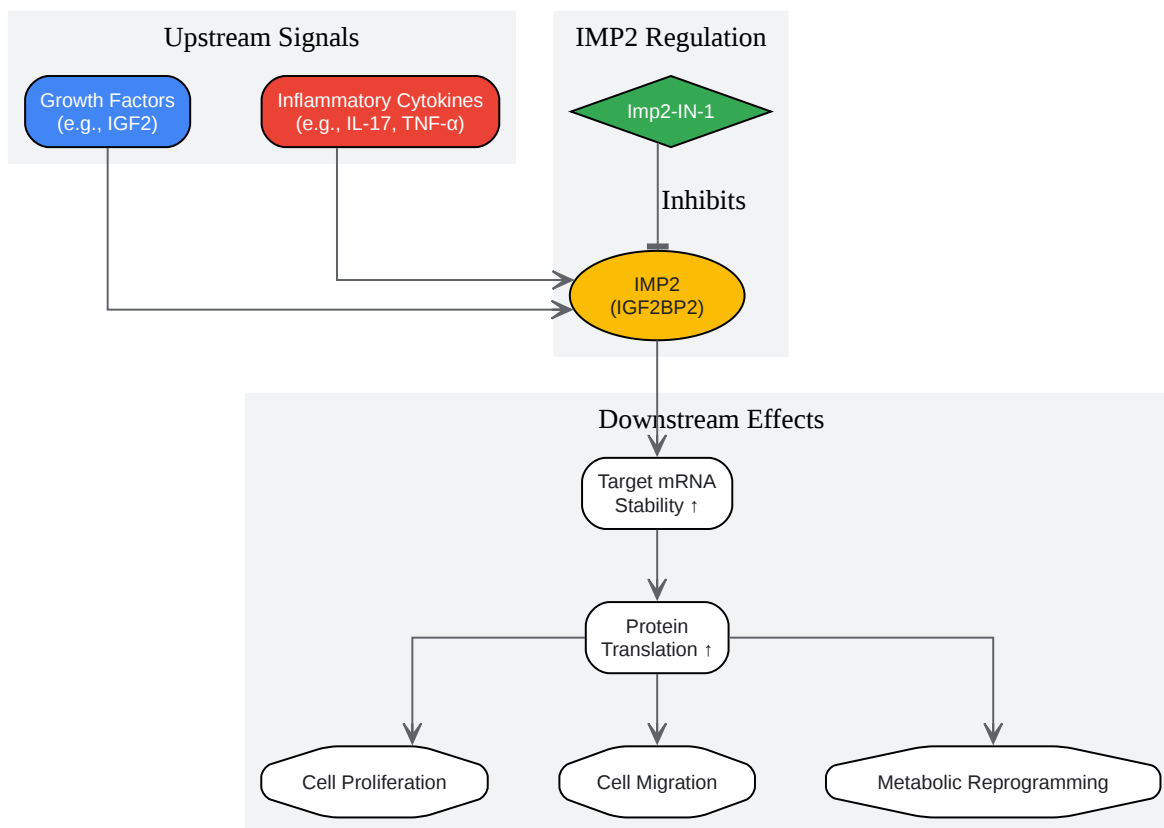 Upstream Signals
IMP2 Regulation
Growth Factors
(e.g., IGF2)
Inflammatory Cytokines
(e.g., IL-17, TNF-α)
Imp2-IN-1
Inhibits
IMP2
(IGF2BP2)
Downstream Effects
Target mRNA
Stability ↑
Protein
Translation ↑
Cell Proliferation
Cell Migration
Metabolic Reprogramming